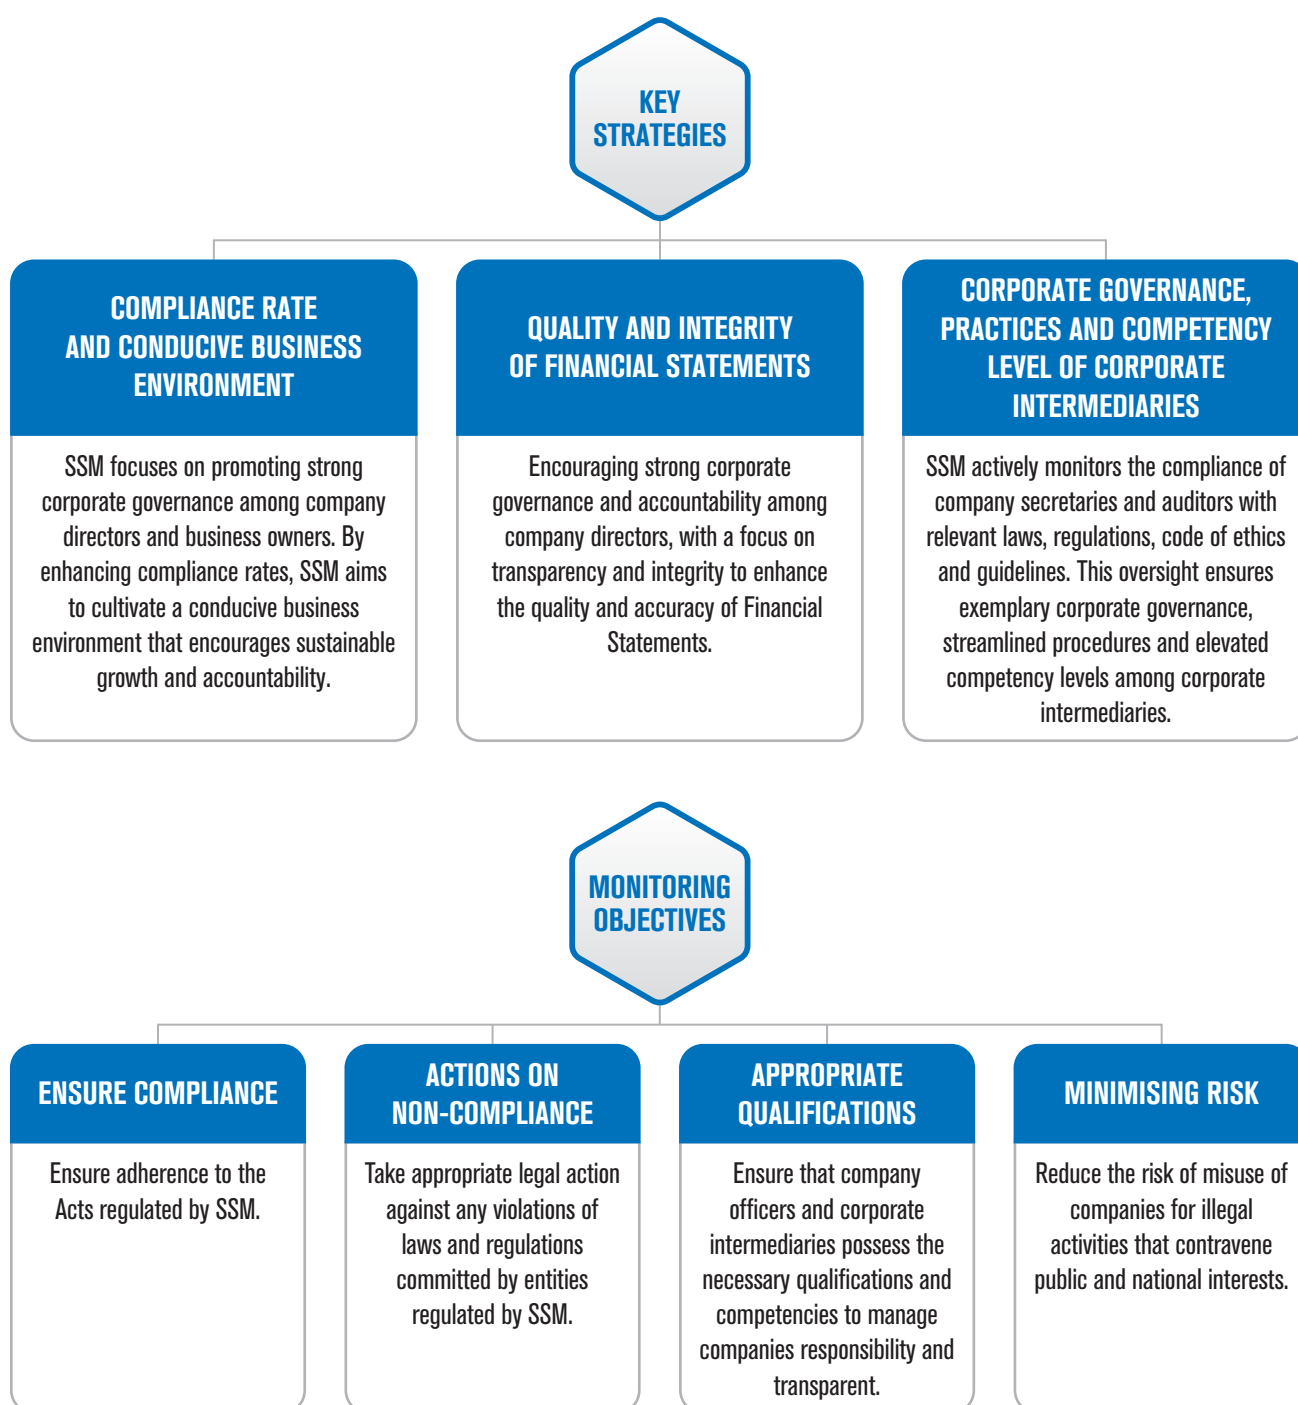 KEY
STRATEGIES
COMPLIANCE RATE
AND CONDUCIVE BUSINESS
ENVIRONMENT
SSM focuses on promoting strong
corporate governance among company
directors and business owners. By
enhancing compliance rates, SSM aims
to cultivate a conducive business
environment that encourages sustainable
growth and accountability.
QUALITY AND INTEGRITY
OF FINANCIAL STATEMENTS
Encouraging strong corporate
governance and accountability among
company directors, with a focus on
transparency and integrity to enhance
the quality and accuracy of Financial
Statements.
CORPORATE GOVERNANCE,
PRACTICES AND COMPETENCY
LEVEL OF CORPORATE
INTERMEDIARIES
SSM actively monitors the compliance of
company secretaries and auditors with
relevant laws, regulations, code of ethics
and guidelines. This oversight ensures
exemplary corporate governance,
streamlined procedures and elevated
competency levels among corporate
intermediaries.
MONITORING
OBJECTIVES
ENSURE COMPLIANCE
Ensure adherence to the
Acts regulated by SSM.
ACTIONS ON
NON-COMPLIANCE
Take appropriate legal action
against any violations of
laws and regulations
committed by entities
regulated by SSM.
APPROPRIATE
QUALIFICATIONS
Ensure that company
officers and corporate
intermediaries possess the
necessary qualifications and
competencies to manage
companies responsibility and
transparent.
MINIMISING RISK
Reduce the risk of misuse of
companies for illegal
activities that contravene
public and national interests.